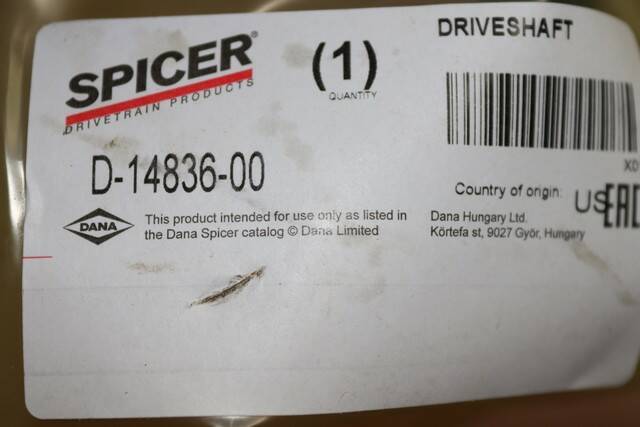 SPICER®
DRIVETRAIN PRODUCTS
(1)
QUANTITY
DRIVESHAFT
D-14836-00
Country of origin: US
EAC
DANA
This product intended for use only as listed in
the Dana Spicer catalog © Dana Limited
Dana Hungary Ltd.
Körtefa st, 9027 Győr, Hungary